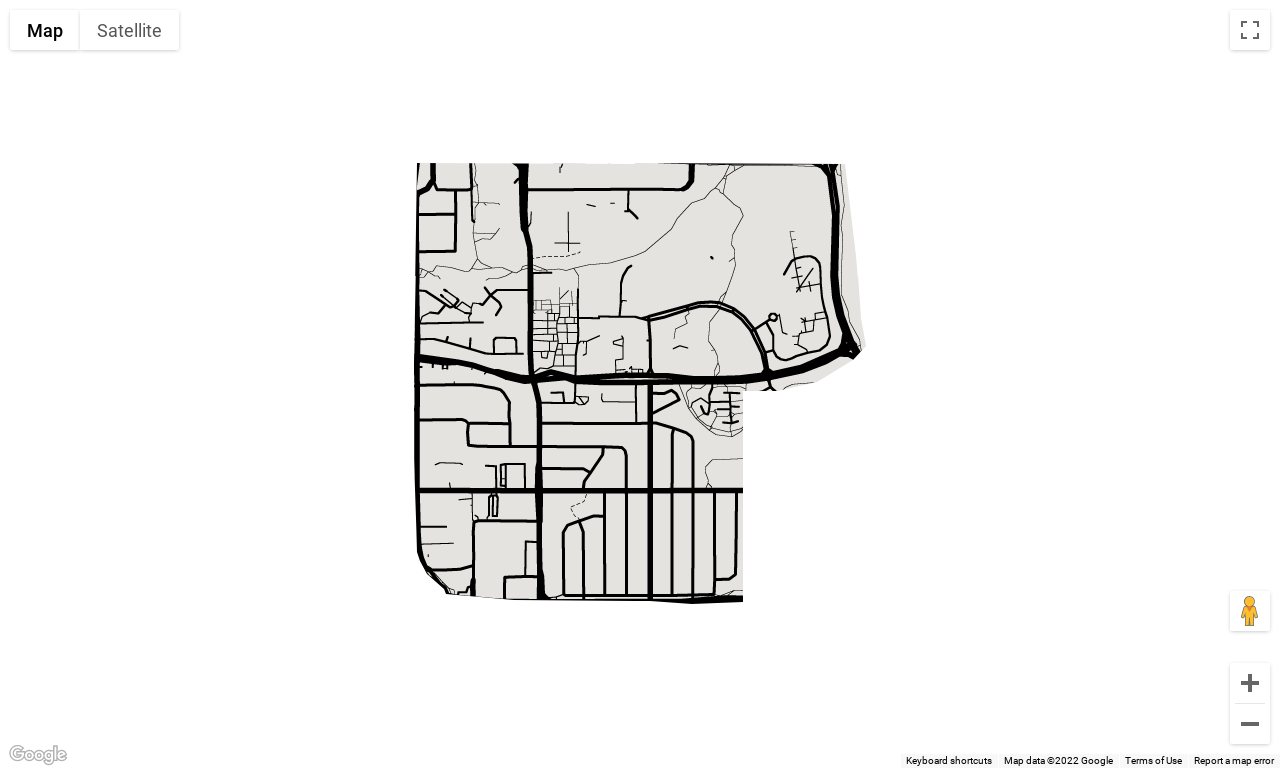 Map Satellite
Google
Keyboard shortcuts Map data ©2022 Google Terms of Use Report a map error